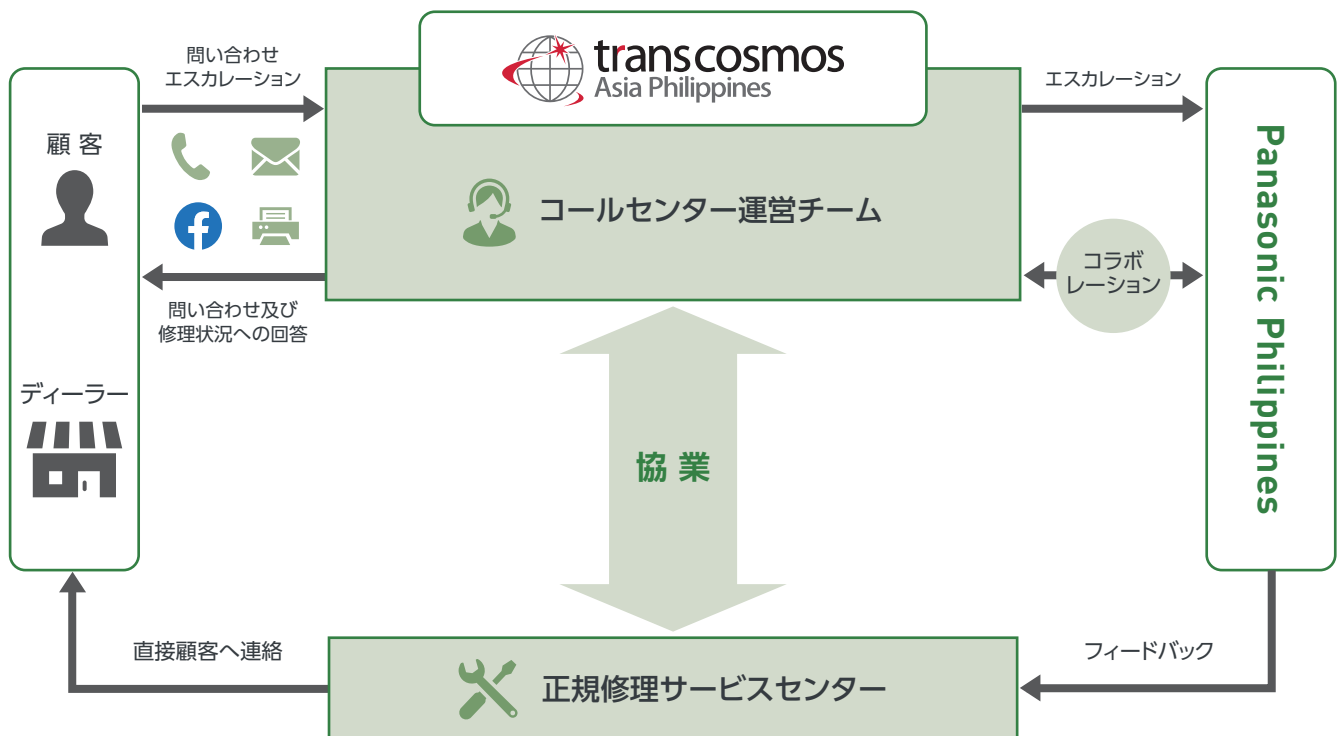 transcosmos
Asia Philippines
問い合わせ
エスカレーション
エスカレーション
顧 客
コールセンター運営チーム
コラボ
レーション
問い合わせ及び
修理状況への回答
Panasonic Philippines
ディーラー
協 業
直接顧客へ連絡
フィードバック
正規修理サービスセンター